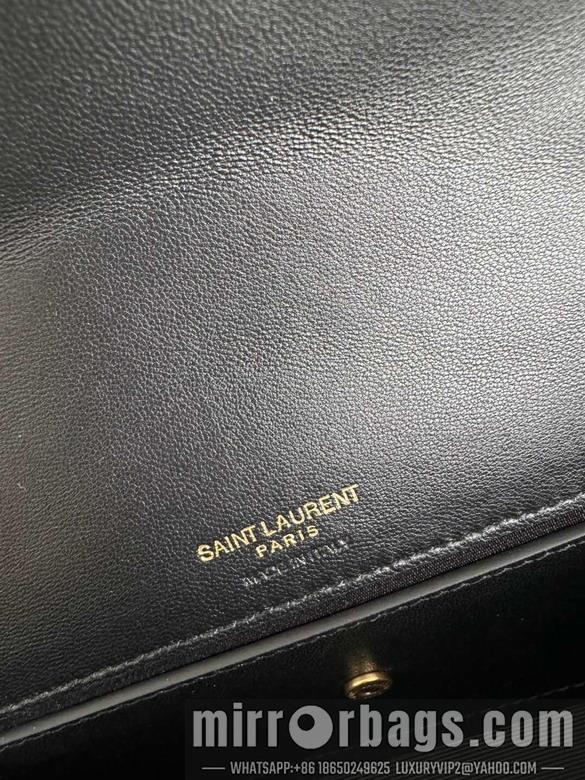 SAINT LAURENT
PARIS
MADE IN ITALY
mirrorbags.com
WHATSAPP:+86 18650249625 LUXURYVIP2@YAHOO.COM